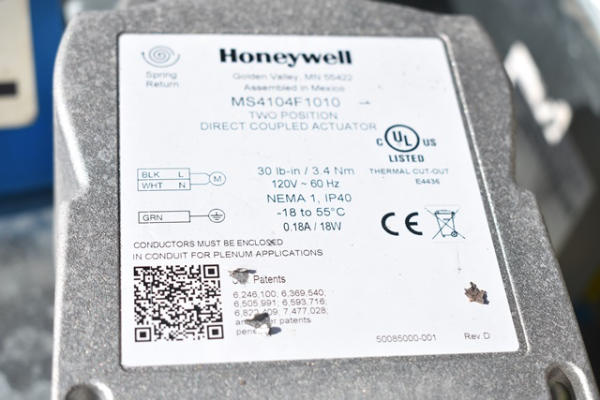 Honeywell
Spring
Return
Golden Valley, MN 55422
Assembled in Mexico
MS4104F1010
TWO POSITION
DIRECT COUPLED ACTUATOR
C UL US
LISTED
THERMAL CUT-OUT
E4436
BLK L
WHT N
M
GRN
30 lb-in / 3.4 Nm
120V ~ 60 Hz
NEMA 1, IP40
-18 to 55°C
0.18A / 18W
CE
CONDUCTORS MUST BE ENCLOSED
IN CONDUIT FOR PLENUM APPLICATIONS
Patents
6,246,100; 6,369,540;
6,505,991; 6,593,716;
7,477,028;
patents
50085000-001 Rev.D